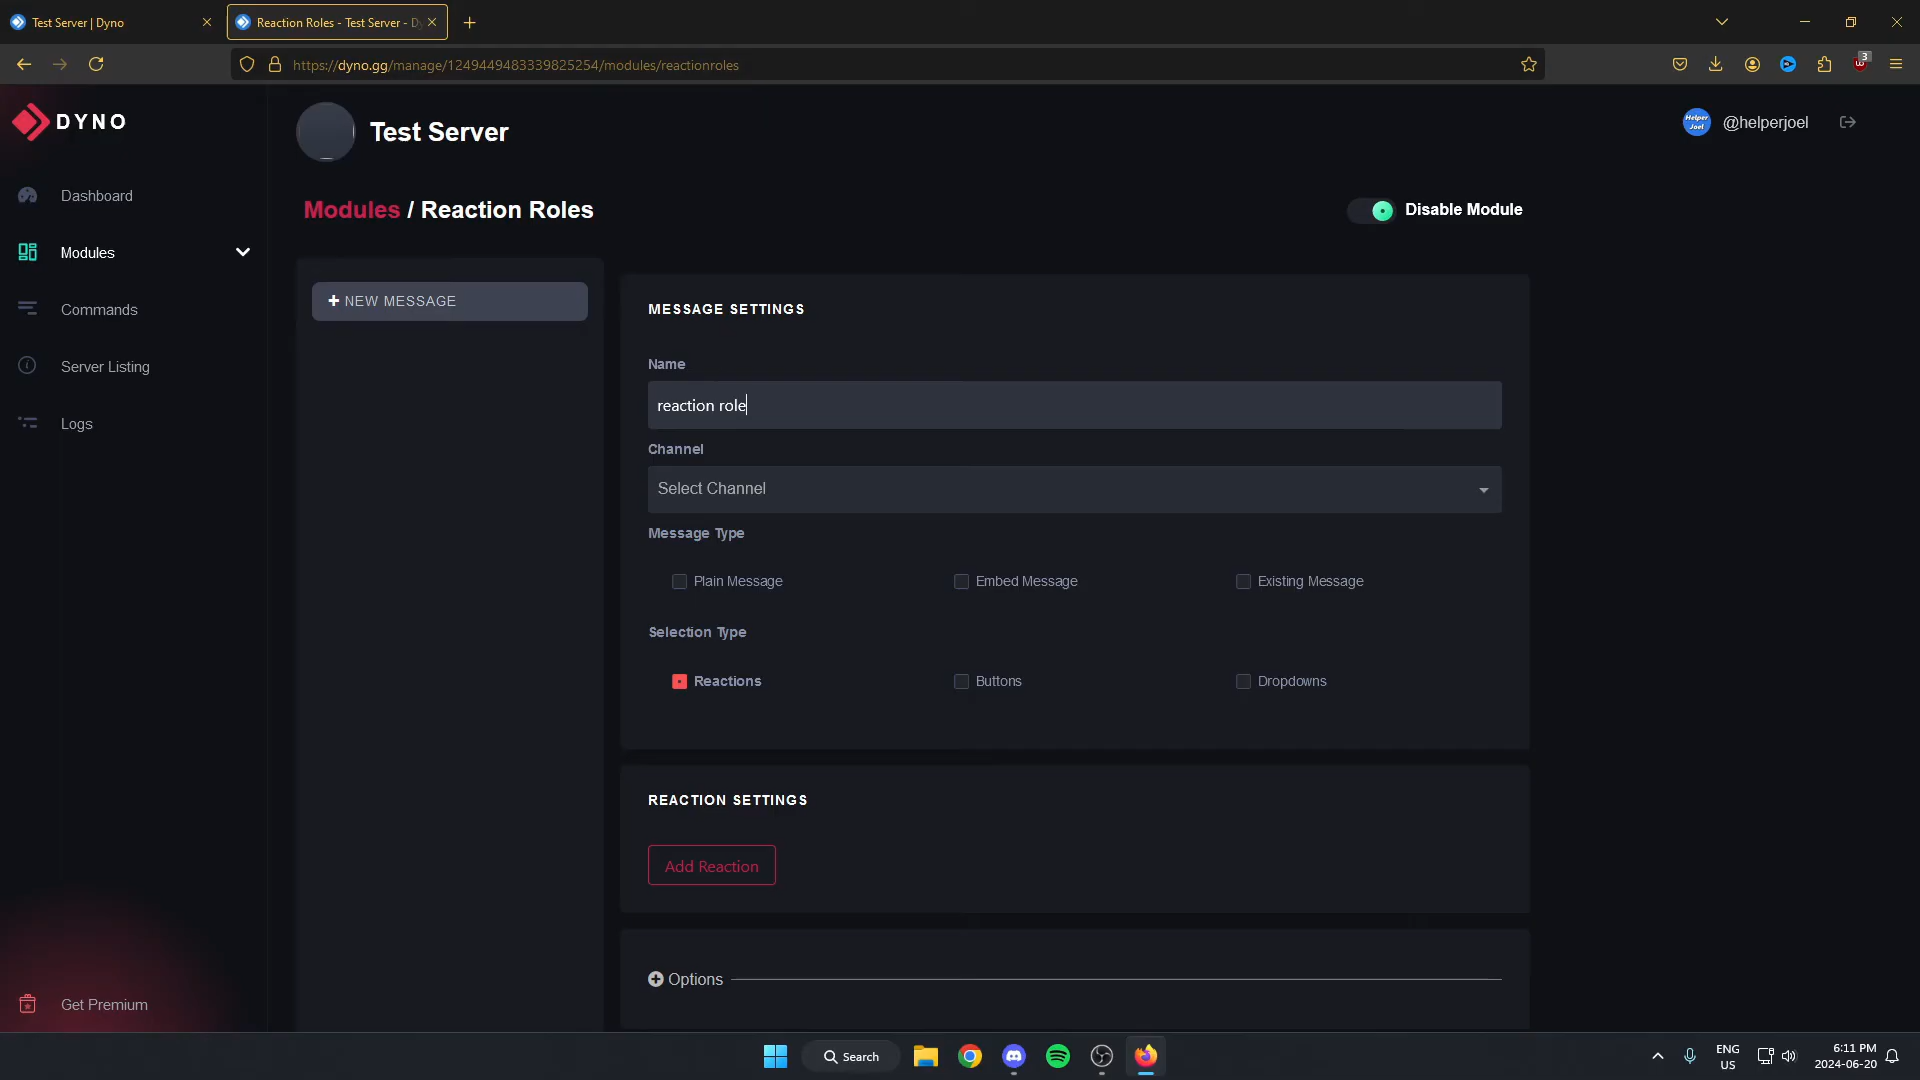 Test Server | Dyno
Reaction Roles - Test Server - D
https://dyno.gg/manage/1249449483339825254/modules/reactionroles
3
DYNO
Test Server
Helper Joel
@helperjoel
Dashboard
Modules
Commands
Server Listing
Logs
Get Premium
Modules / Reaction Roles
Disable Module
+ NEW MESSAGE
MESSAGE SETTINGS
Name
reaction role
Channel
Select Channel
Message Type
Plain Message
Embed Message
Existing Message
Selection Type
Reactions
Buttons
Dropdowns
REACTION SETTINGS
Add Reaction
Options
Search
ENG
US
6:11 PM
2024-06-20